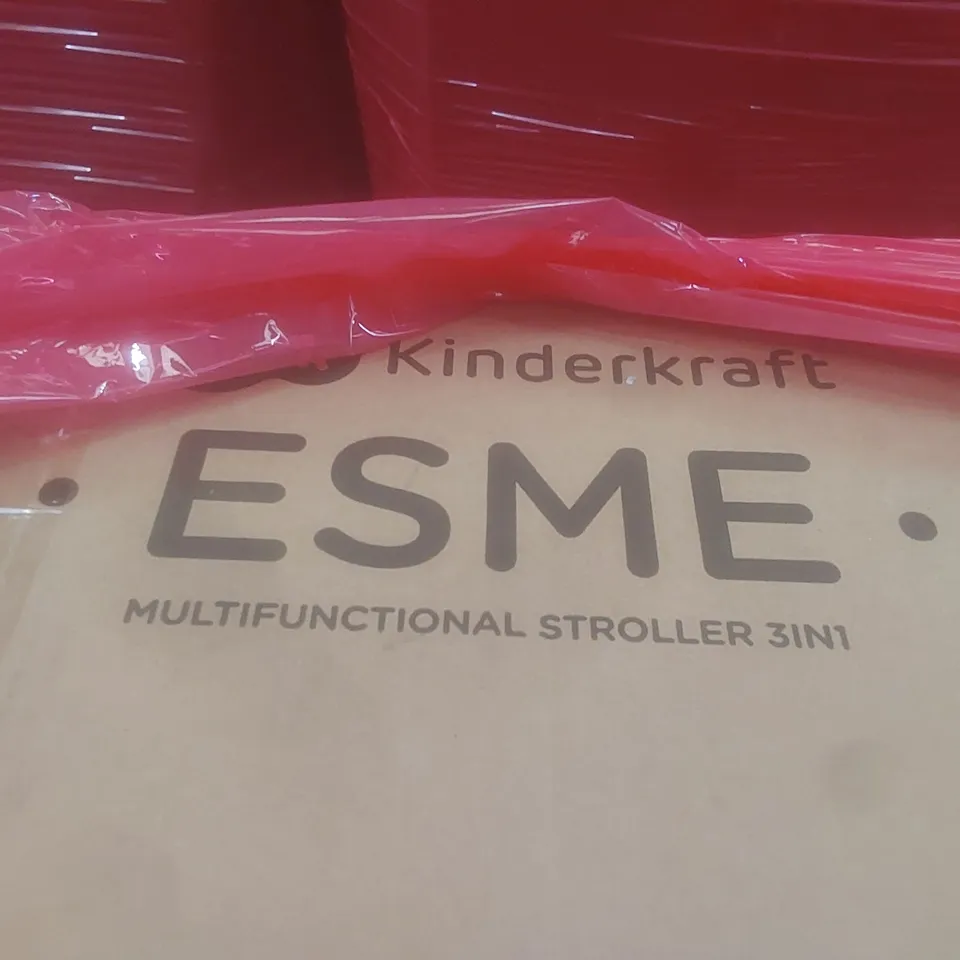 Kinderkraft
• ESME •
MULTIFUNCTIONAL STROLLER 3IN1